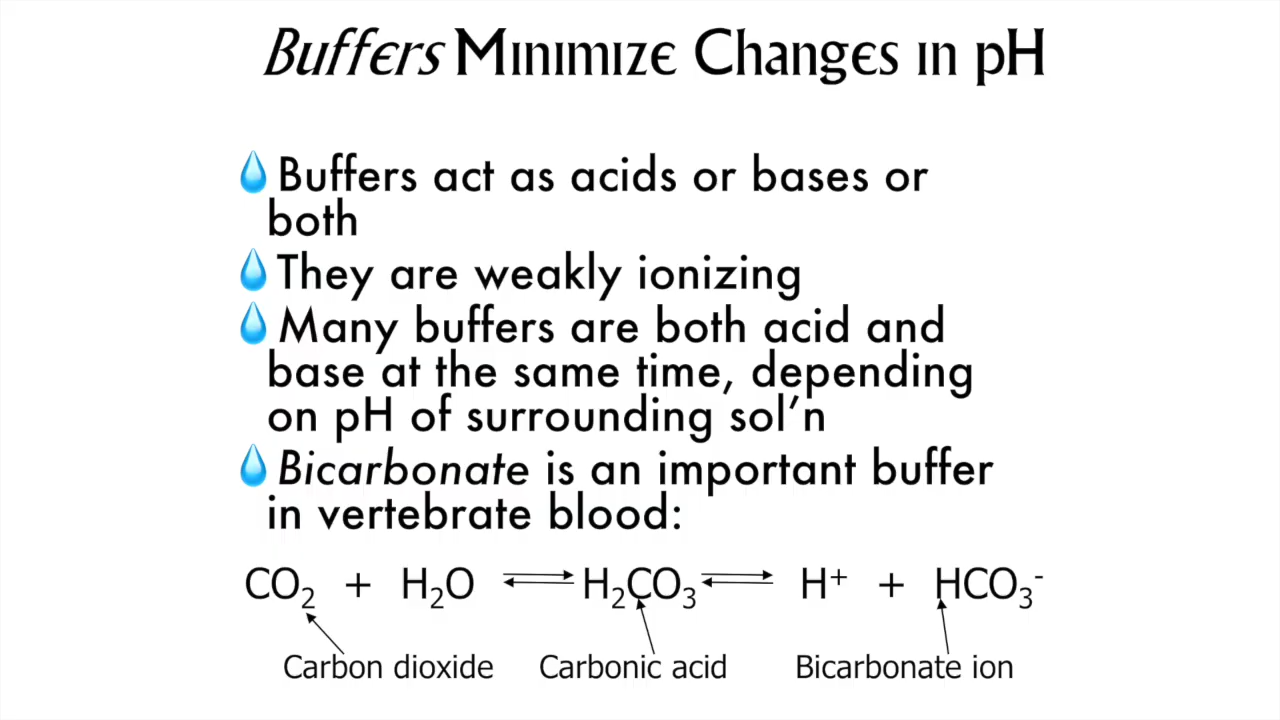 Buffers Minimize Changes in pH
💧Buffers act as acids or bases or
both
💧They are weakly ionizing
💧Many buffers are both acid and
base at the same time, depending
on pH of surrounding sol’n
💧Bicarbonate is an important buffer
in vertebrate blood:
CO₂ + H₂O ⇌ H₂CO₃ ⇌ H⁺ + HCO₃⁻
Carbon dioxide Carbonic acid Bicarbonate ion